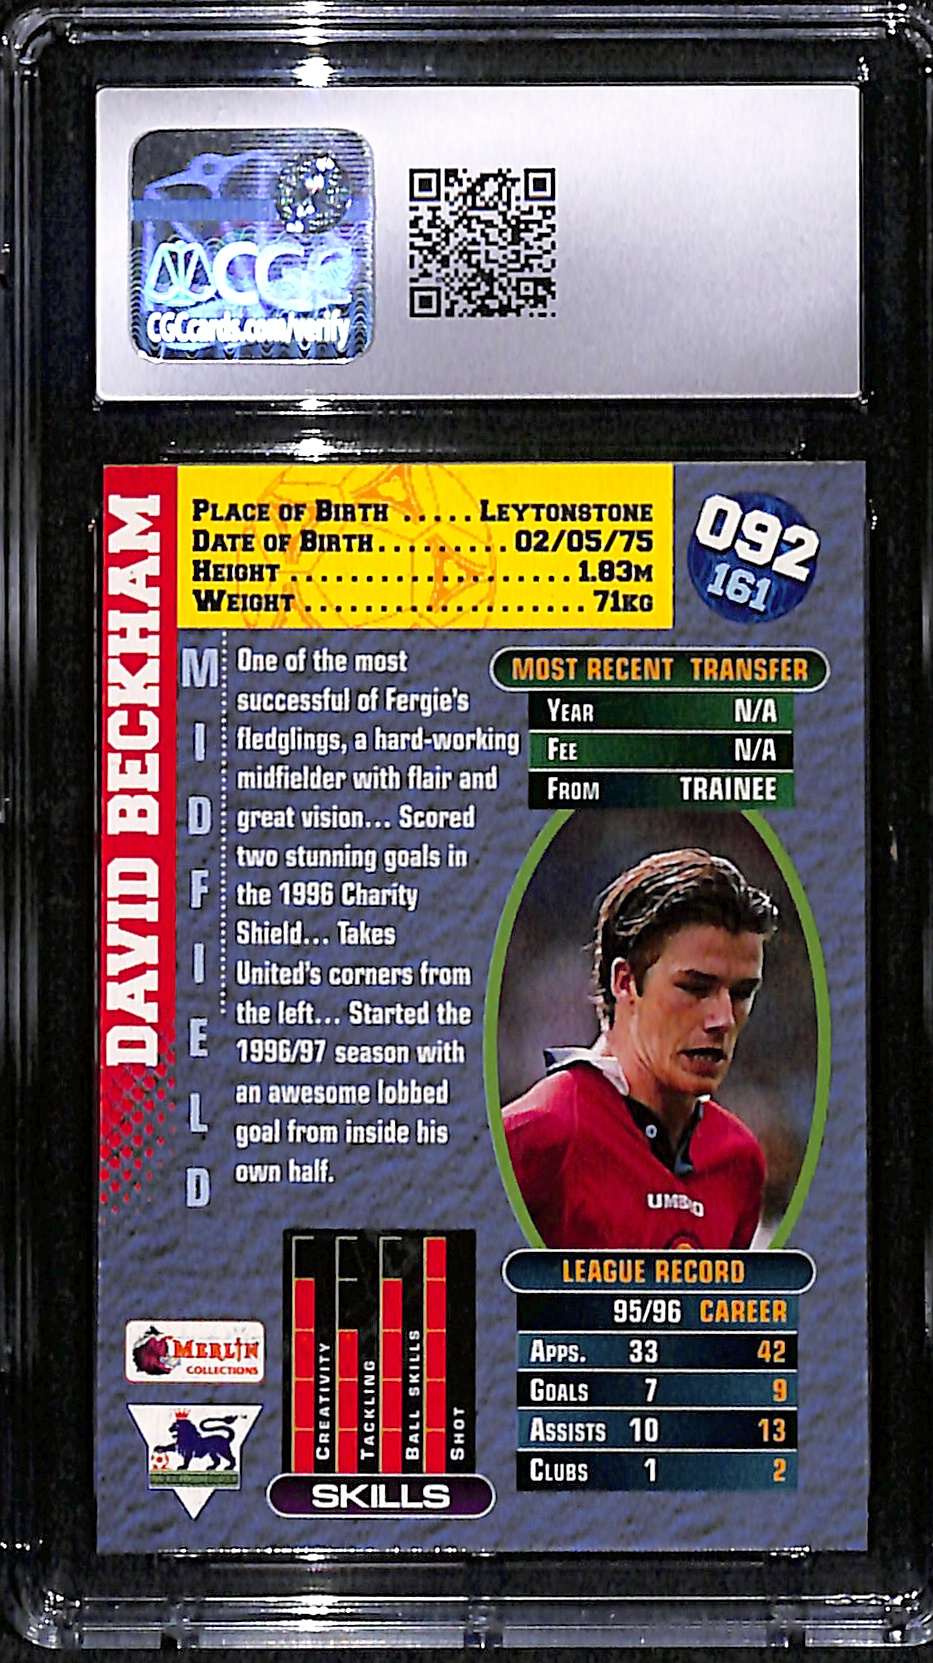 CGC
CGCcards.com/verify
DAVID BECKHAM
PLACE OF BIRTH ..... LEYTONSTONE
DATE OF BIRTH......... 02/05/75
HEIGHT ................... 1.83M
WEIGHT ................... 71KG
092
161
MIDFIELD
One of the most
successful of Fergie's
fledglings, a hard-working
midfielder with flair and
great vision... Scored
two stunning goals in
the 1996 Charity
Shield... Takes
United's corners from
the left... Started the
1996/97 season with
an awesome lobbed
goal from inside his
own half.
MOST RECENT TRANSFER
YEAR N/A
FEE N/A
FROM TRAINEE
UMBRO
LEAGUE RECORD
95/96 CAREER
APPS. 33 42
GOALS 7 9
ASSISTS 10 13
CLUBS 1 2
CREATIVITY
TACKLING
BALL SKILLS
SHOT
SKILLS
MERLIN
COLLECTIONS